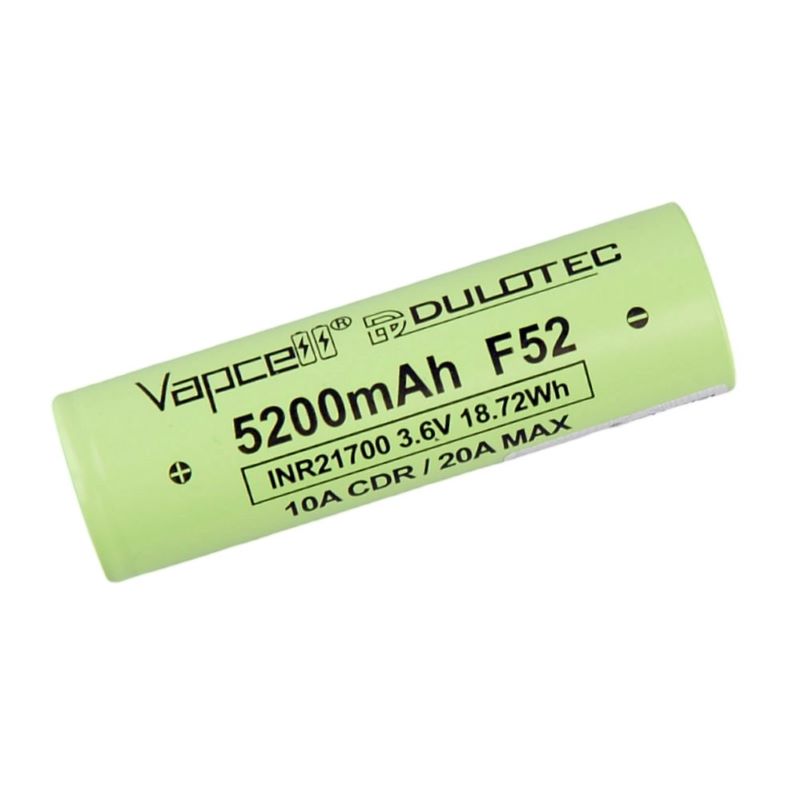 Vapcell® DULOTEC
5200mAh F52
INR21700 3.6V 18.72Wh
10A CDR / 20A MAX
+ -